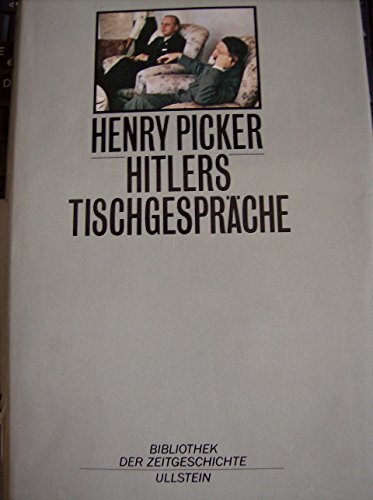 HENRY PICKER
HITLERS
TISCHGESPRÄCHE
BIBLIOTHEK
DER ZEITGESCHICHTE
ULLSTEIN